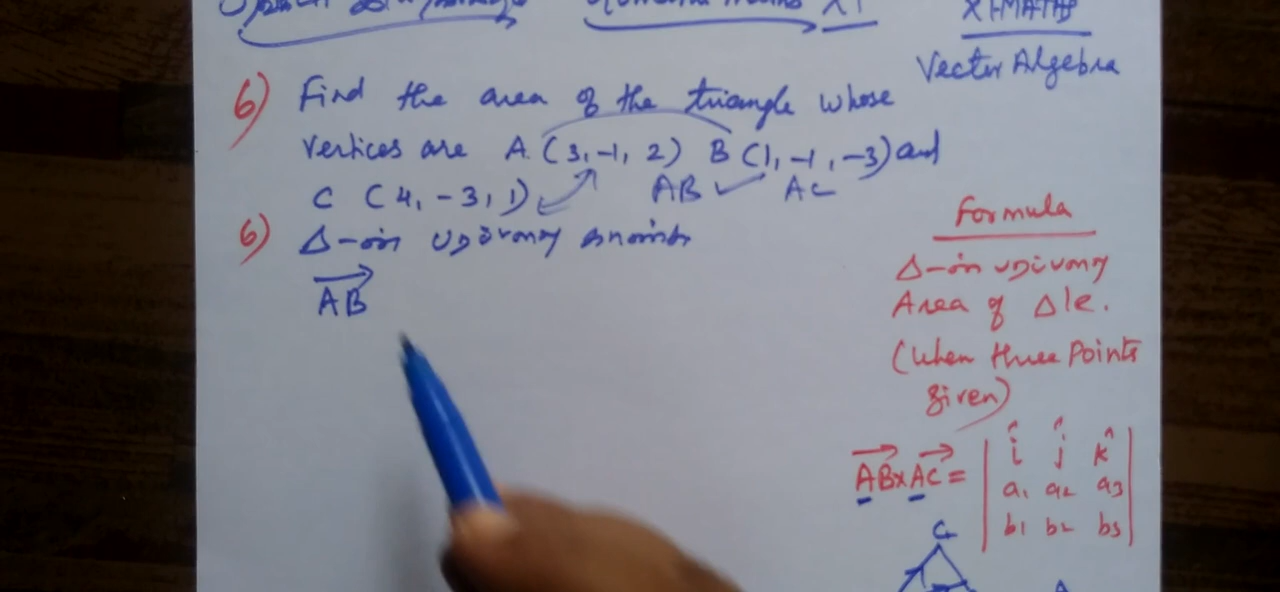 XI-MATHS
Vector Algebra
6) Find the area of the triangle whose
vertices are A (3, -1, 2) B (1, -1, -3) and
C (4, -3, 1) AB AC
6)
AB
Formula
Area of Δle.
(when three Points
given)
AB x AC = | i j k |
a1 a2 a3
b1 b2 b3
C